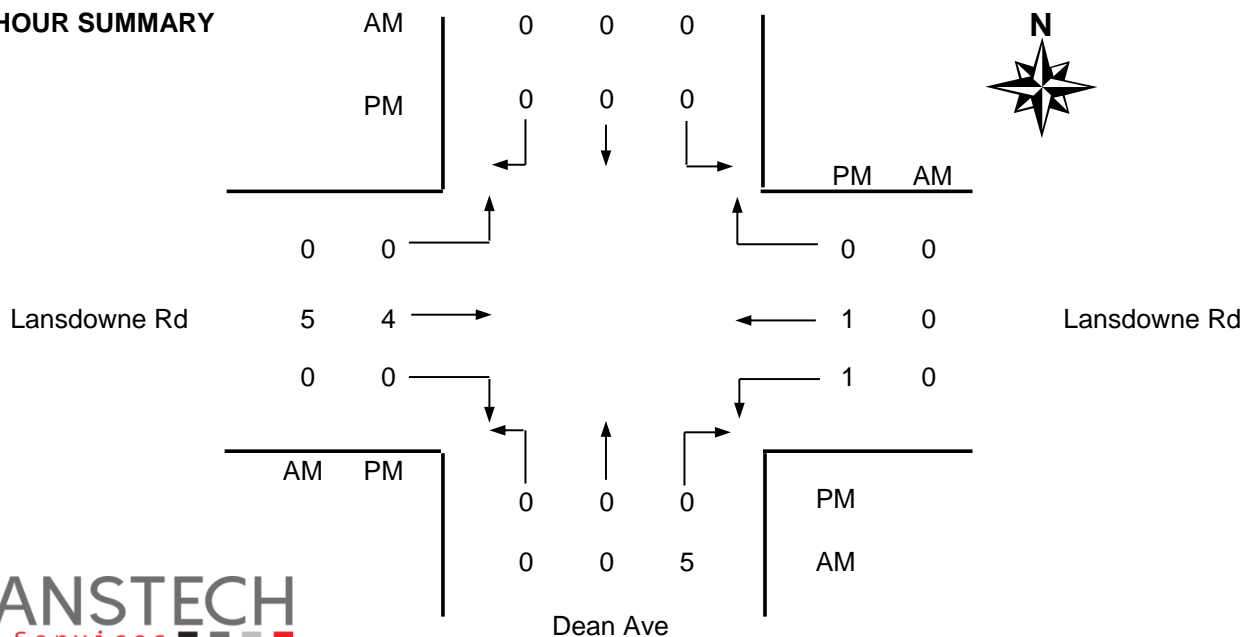 HOUR SUMMARY AM 0 0 0
N
PM 0 0 0
PM AM
0 0 0 0
Lansdowne Rd 5 4 1 0 Lansdowne Rd
0 0 1 0
AM PM
0 0 0 PM
0 0 5 AM
ANSTECH
Services
Dean Ave